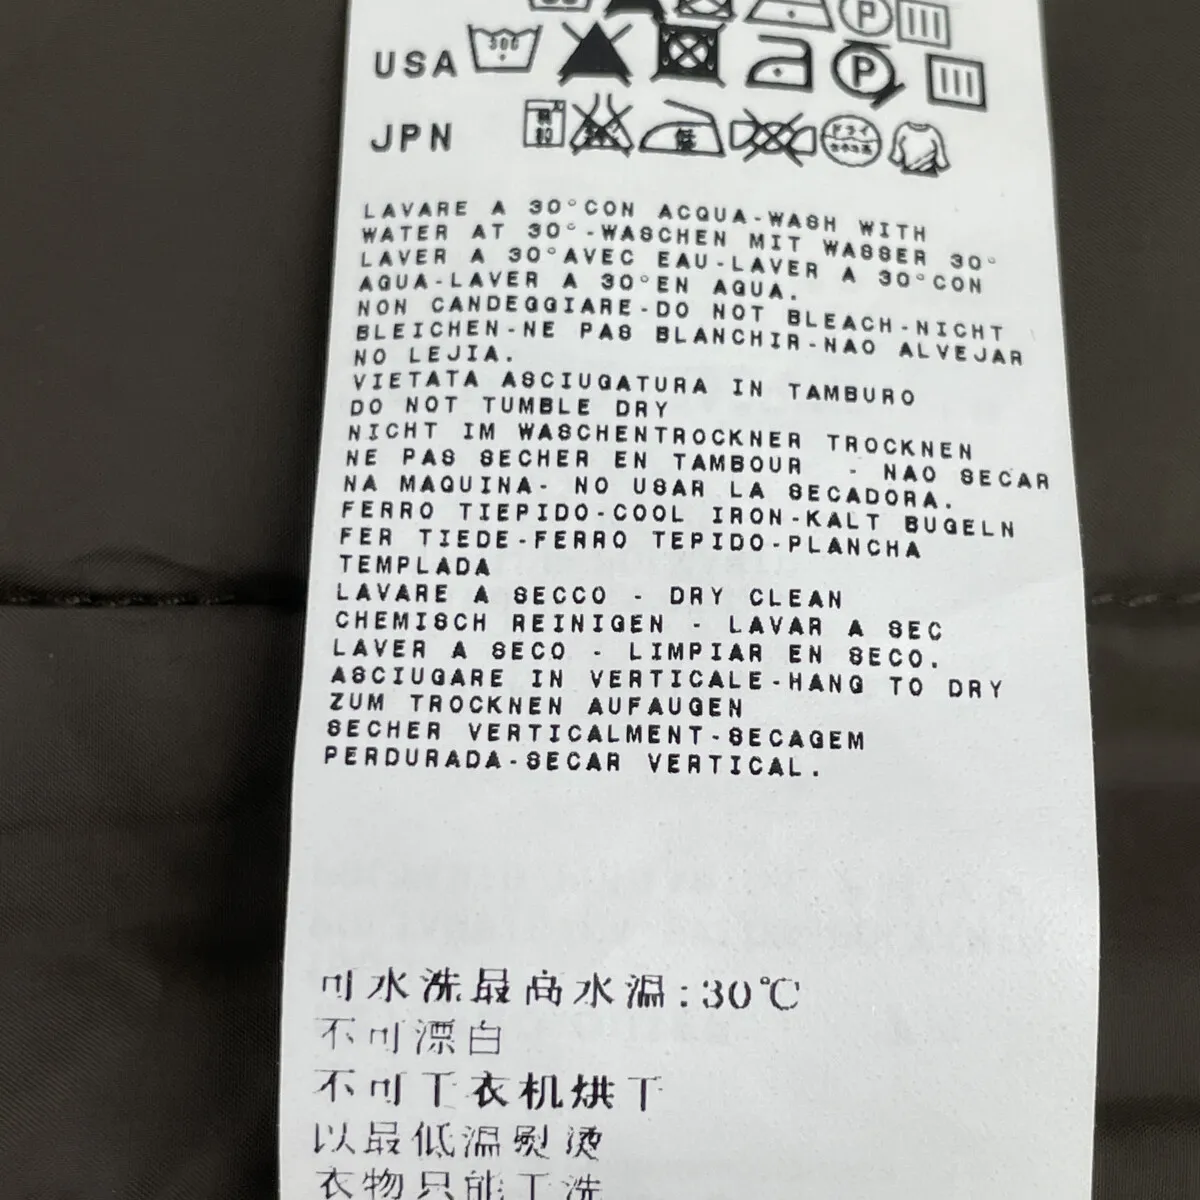 USA 30° P
JPN 低 ドライ
LAVARE A 30°CON ACQUA-WASH WITH
WATER AT 30°-WASCHEN MIT WASSER 30°
LAVER A 30°AVEC EAU-LAVER A 30°CON
AQUA-LAVER A 30°EN AQUA.
NON CANDEGGIARE-DO NOT BLEACH-NICHT
BLEICHEN-NE PAS BLANCHIR-NAO ALVEJAR
NO LEJIA.
VIETATA ASCIUGATURA IN TAMBURO
DO NOT TUMBLE DRY
NICHT IM WASCHENTROCKNER TROCKNEN
NE PAS SECHER EN TAMBOUR - NAO SECAR
NA MAQUINA- NO USAR LA SECADORA.
FERRO TIEPIDO-COOL IRON-KALT BUGELN
FER TIEDE-FERRO TEPIDO-PLANCHA
TEMPLADA
LAVARE A SECCO - DRY CLEAN
CHEMISCH REINIGEN - LAVAR A SEC
LAVER A SECO - LIMPIAR EN SECO.
ASCIUGARE IN VERTICALE-HANG TO DRY
ZUM TROCKNEN AUFAUGEN
SECHER VERTICALMENT-SECAGEM
PERDURADA-SECAR VERTICAL.
可水洗最高水温:30℃
不可漂白
不可干衣机烘干
以最低温熨烫
衣物只能干洗